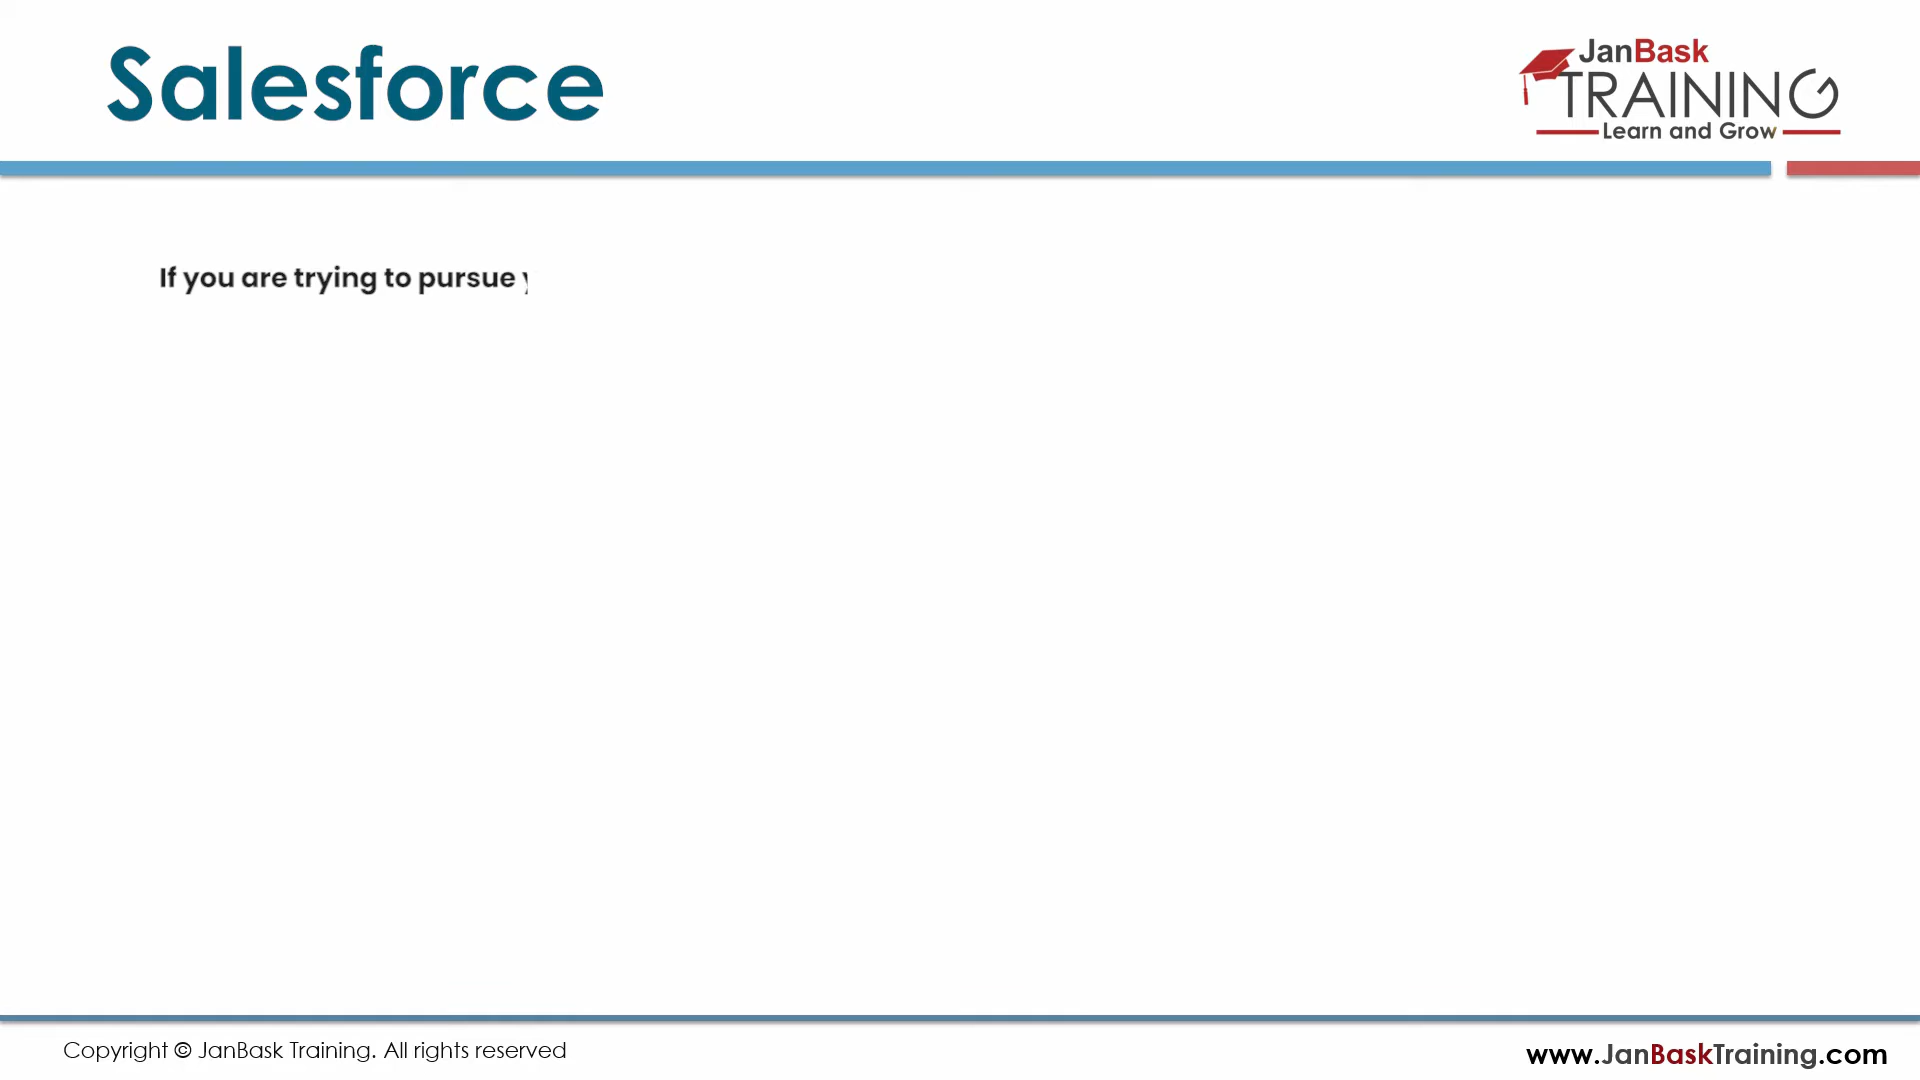 Salesforce
JanBask
TRAINING
Learn and Grow
If you are trying to pursue
Copyright © JanBask Training. All rights reserved
www.JanBaskTraining.com